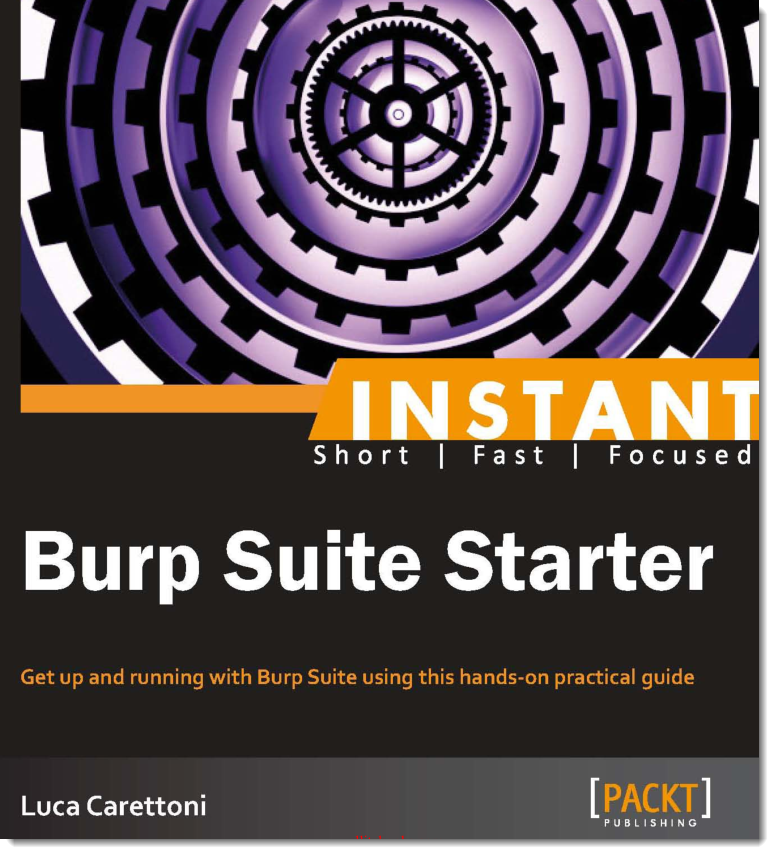 INSTANT
Short | Fast | Focused
Burp Suite Starter
Get up and running with Burp Suite using this hands-on practical guide
Luca Carettoni
[PACKT]
PUBLISHING